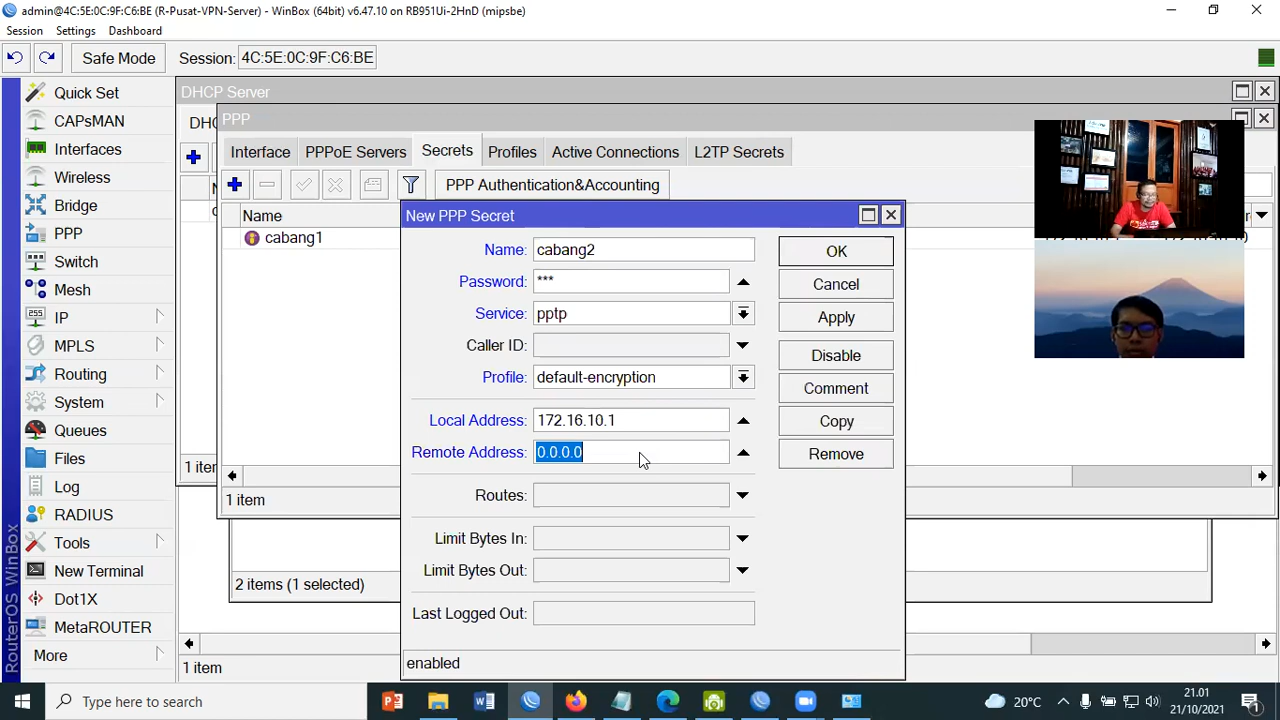 admin@4C:5E:0C:9F:C6:BE (R-Pusat-VPN-Server) - WinBox (64bit) v6.47.10 on RB951Ui-2HnD (mipsbe)
Session Settings Dashboard
Safe Mode Session: 4C:5E:0C:9F:C6:BE
Quick Set
CAPsMAN
Interfaces
Wireless
Bridge
PPP
Switch
Mesh
IP
MPLS
Routing
System
Queues
Files
Log
RADIUS
Tools
New Terminal
Dot1X
MetaROUTER
More
RouterOS WinBox
DHCP Server
DHC
1 item
PPP
Interface PPPoE Servers Secrets Profiles Active Connections L2TP Secrets
PPP Authentication&Accounting
Name
cabang1
1 item
2 items (1 selected)
1 item
New PPP Secret
Name: cabang2
Password: ***
Service: pptp
Caller ID:
Profile: default-encryption
Local Address: 172.16.10.1
Remote Address: 0.0.0.0
Routes:
Limit Bytes In:
Limit Bytes Out:
Last Logged Out:
enabled
OK
Cancel
Apply
Disable
Comment
Copy
Remove
Type here to search
20°C
21.01
21/10/2021
1